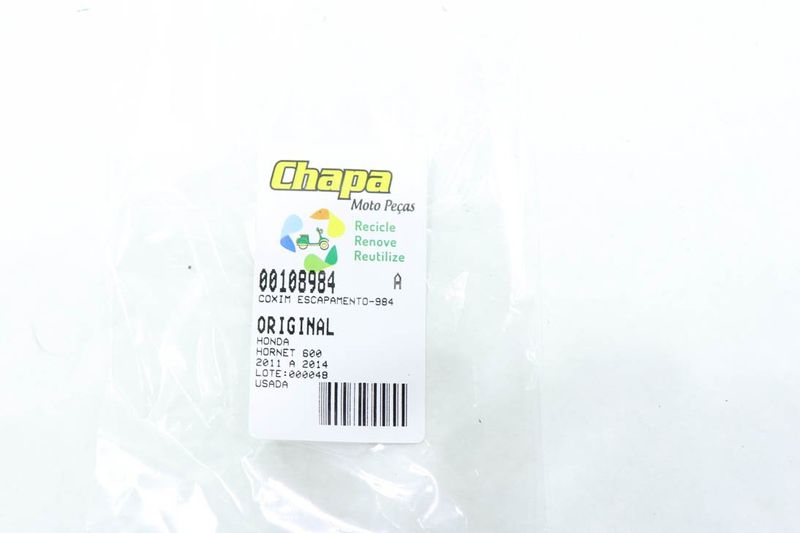 Chapa
Moto Peças
Recicle
Renove
Reutilize
00108984 A
COXIM ESCAPAMENTO-984
ORIGINAL
HONDA
HORNET 600
2011 A 2014
LOTE:000048
USADA